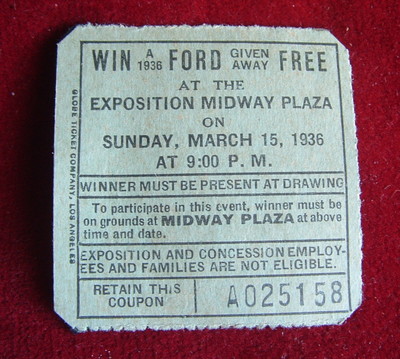 WIN A 1936 FORD GIVEN AWAY FREE
AT THE
EXPOSITION MIDWAY PLAZA
ON
SUNDAY, MARCH 15, 1936
AT 9:00 P. M.
WINNER MUST BE PRESENT AT DRAWING
To participate in this event, winner must be
on grounds at MIDWAY PLAZA at above
time and date.
EXPOSITION AND CONCESSION EMPLOY-
EES AND FAMILIES ARE NOT ELIGIBLE.
RETAIN THIS
COUPON
A025158
GLOBE TICKET COMPANY, LOS ANGELES